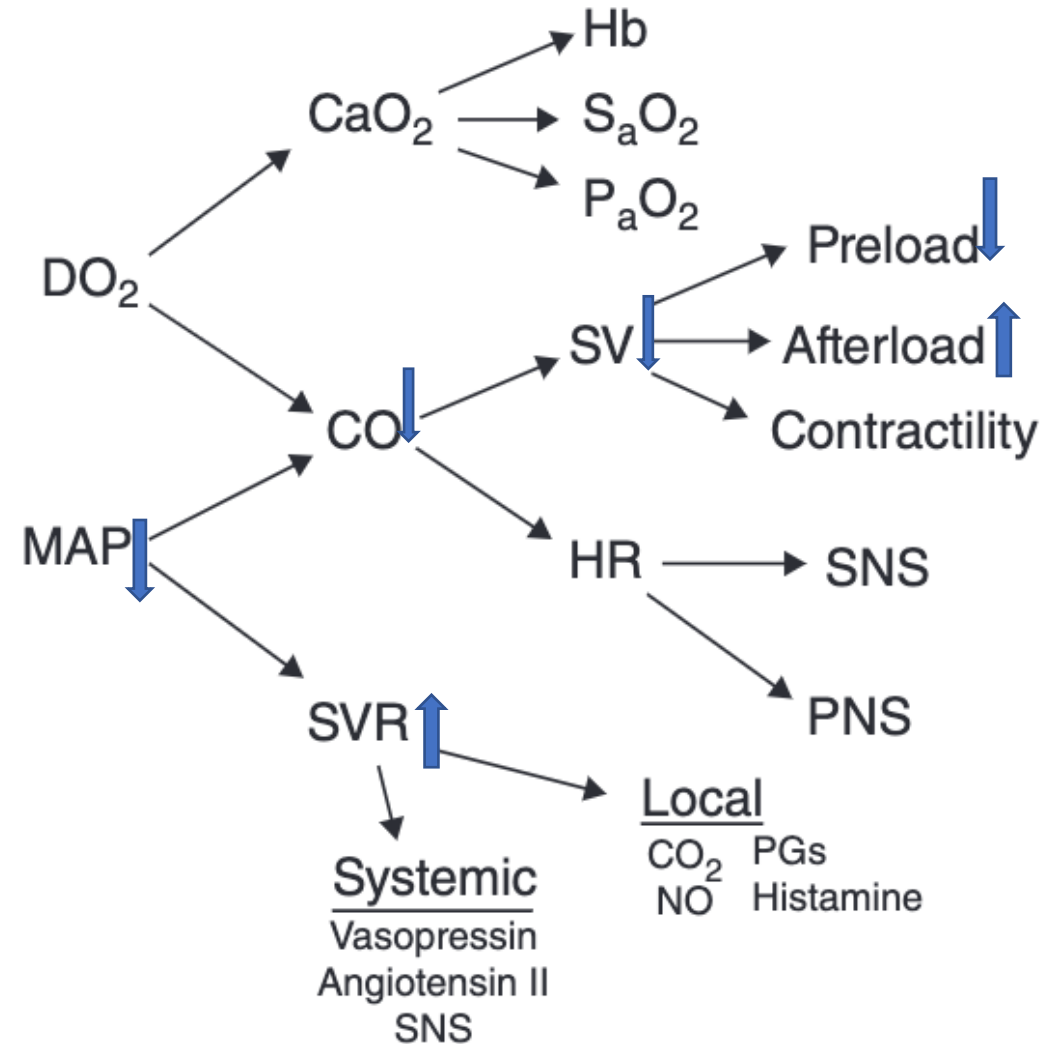 Hb
CaO₂
SₐO₂
PₐO₂
Preload
DO₂
SV
Afterload
CO
Contractility
MAP
HR
SNS
PNS
SVR
Local
CO₂ PGs
NO Histamine
Systemic
Vasopressin
Angiotensin II
SNS